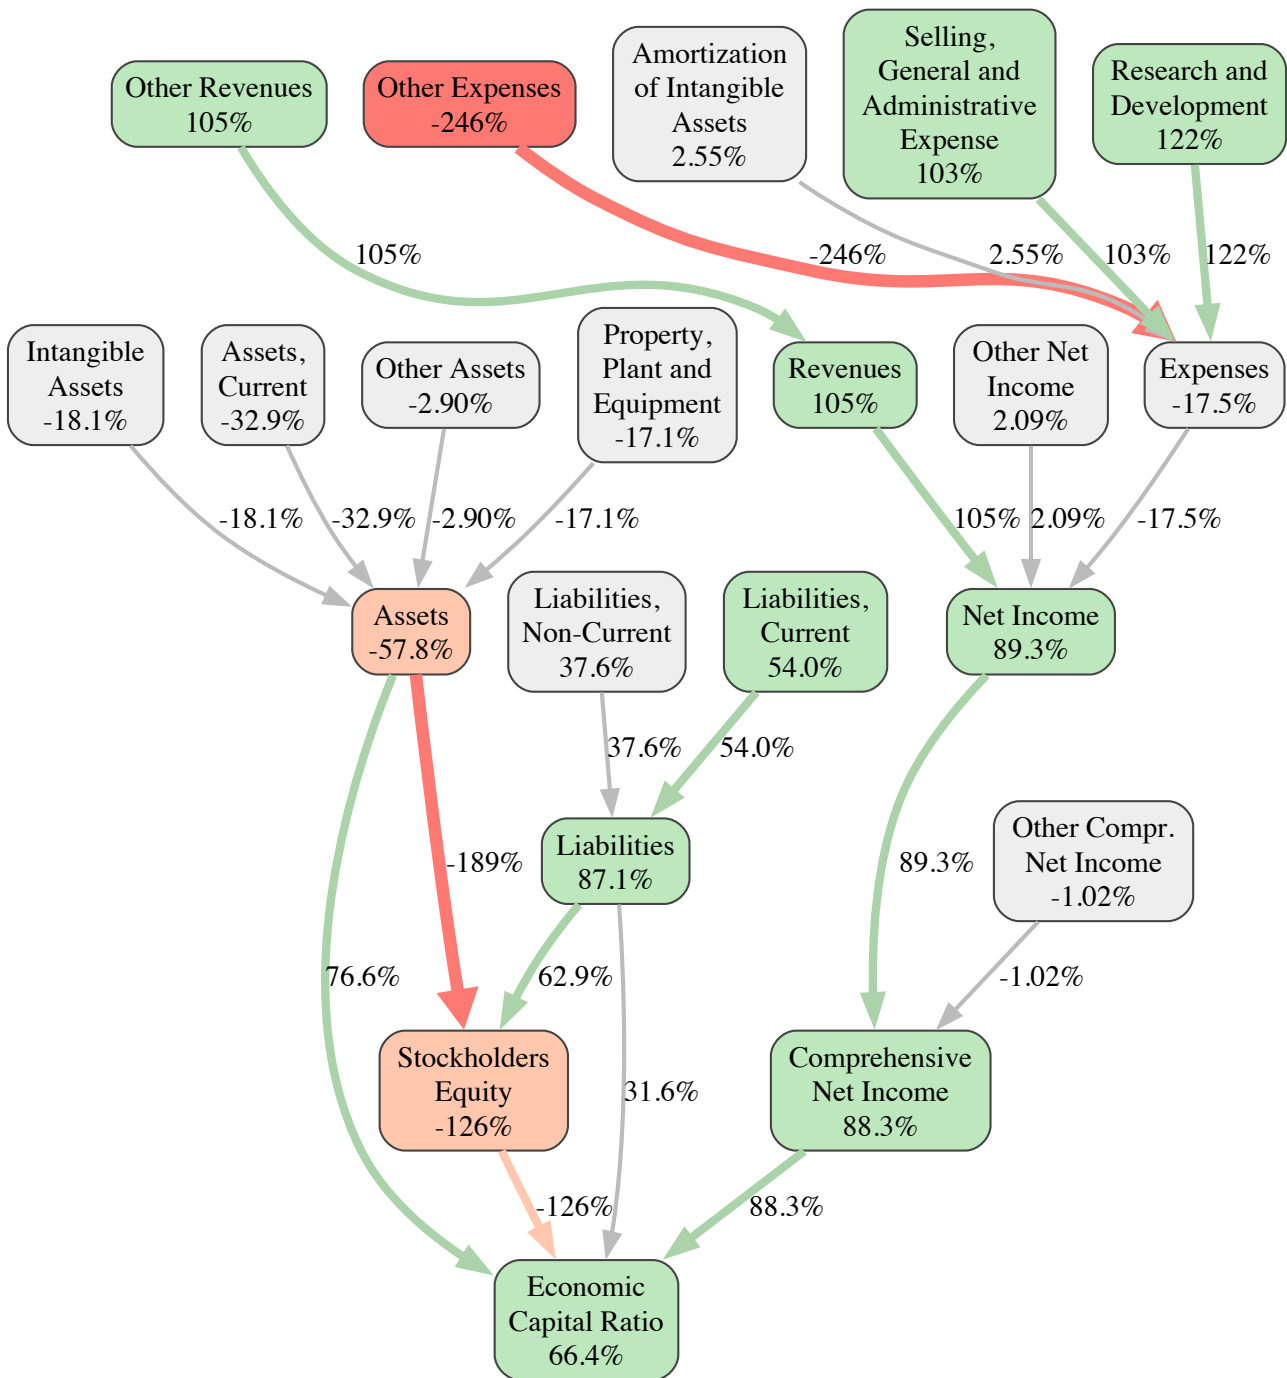 Other Revenues
105%
Other Expenses
-246%
Amortization
of Intangible
Assets
2.55%
Selling,
General and
Administrative
Expense
103%
Research and
Development
122%
105%
-246%
2.55%
103%
122%
Intangible
Assets
-18.1%
Assets,
Current
-32.9%
Other Assets
-2.90%
Property,
Plant and
Equipment
-17.1%
Revenues
105%
Other Net
Income
2.09%
Expenses
-17.5%
-18.1%
-32.9%
-2.90%
-17.1%
105%
2.09%
-17.5%
Assets
-57.8%
Liabilities,
Non-Current
37.6%
Liabilities,
Current
54.0%
Net Income
89.3%
37.6%
54.0%
-189%
Liabilities
87.1%
89.3%
Other Compr.
Net Income
-1.02%
76.6%
62.9%
-1.02%
Stockholders
Equity
-126%
31.6%
Comprehensive
Net Income
88.3%
-126%
88.3%
Economic
Capital Ratio
66.4%